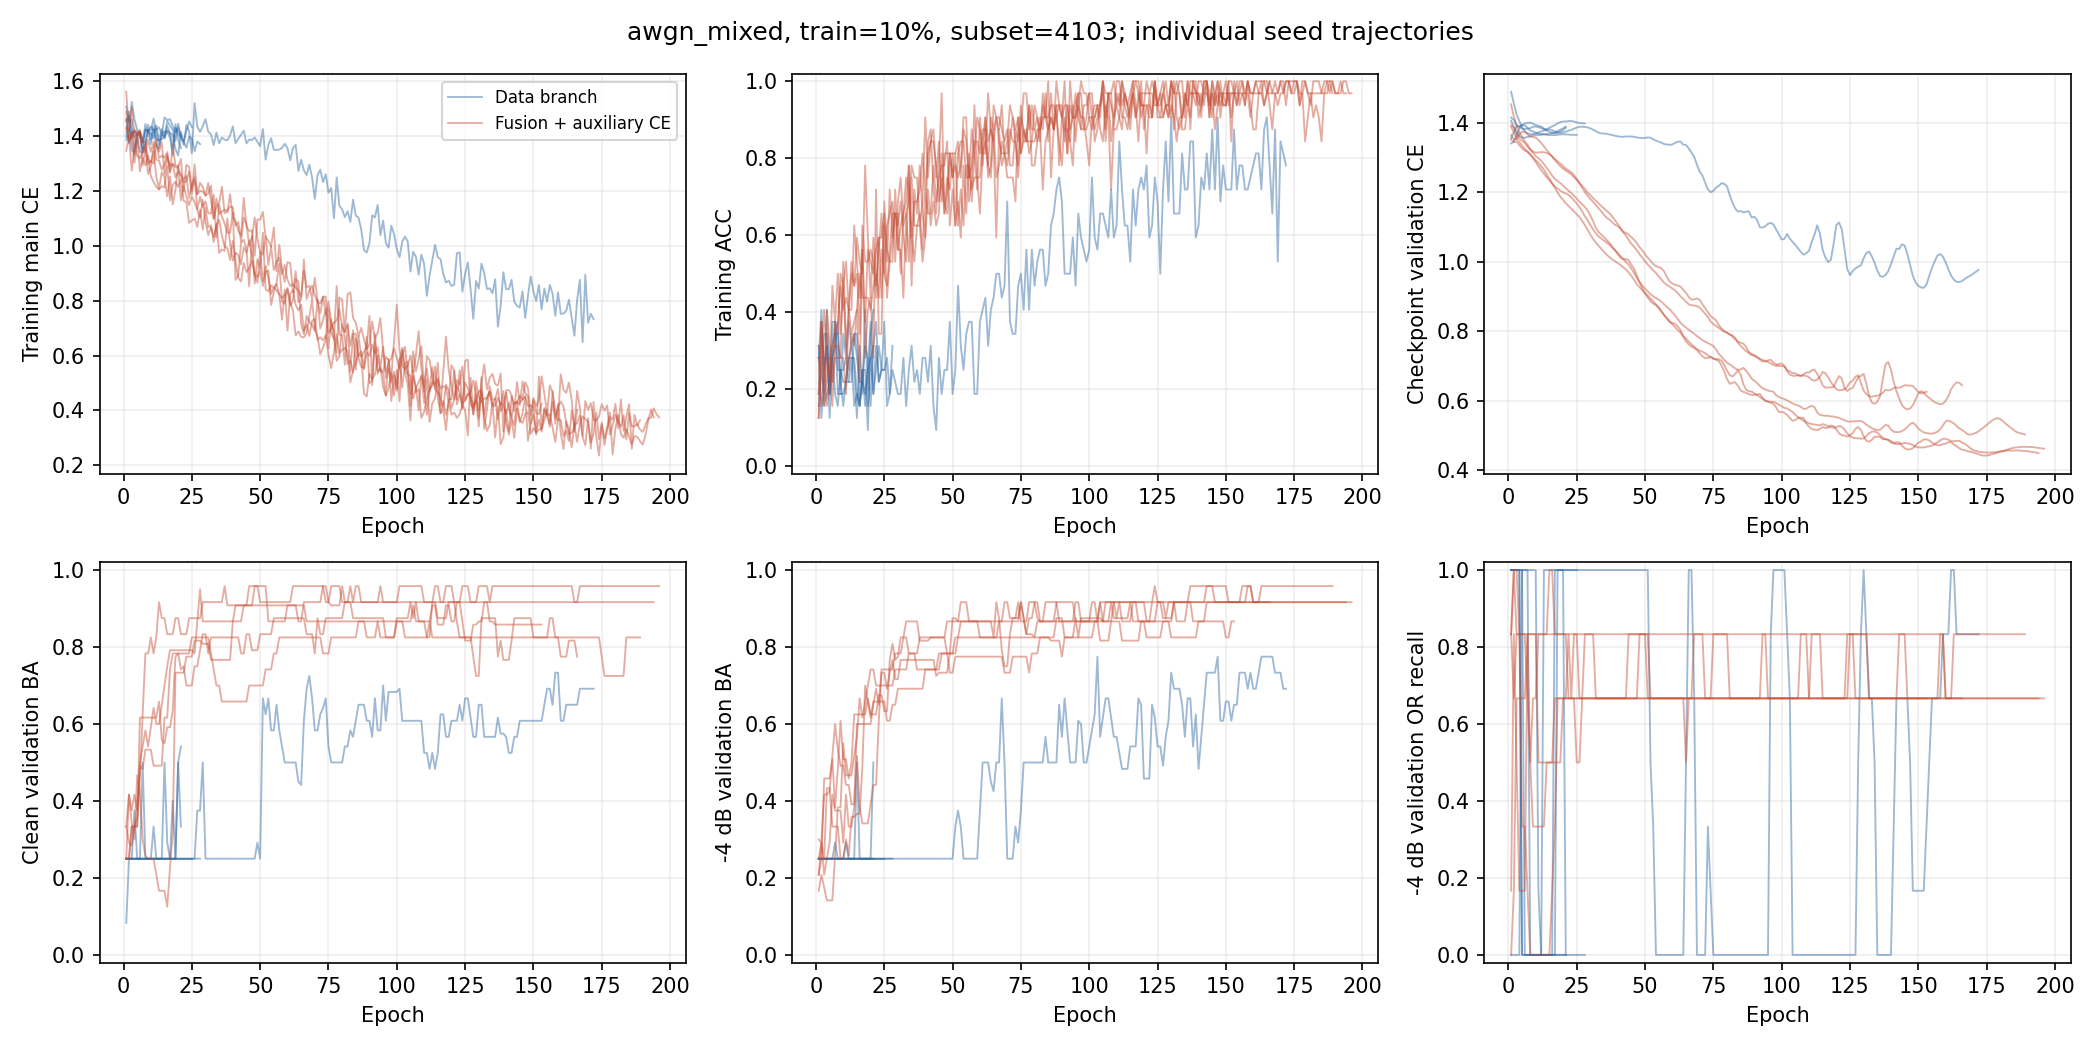 awgn_mixed, train=10%, subset=4103; individual seed trajectories
Training main CE
1.6
1.4
1.2
1.0
0.8
0.6
0.4
0.2
Data branch
Fusion + auxiliary CE
0 25 50 75 100 125 150 175 200
Epoch
Training ACC
1.0
0.8
0.6
0.4
0.2
0.0
0 25 50 75 100 125 150 175 200
Epoch
Checkpoint validation CE
1.4
1.2
1.0
0.8
0.6
0.4
0 25 50 75 100 125 150 175 200
Epoch
Clean validation BA
1.0
0.8
0.6
0.4
0.2
0.0
0 25 50 75 100 125 150 175 200
Epoch
-4 dB validation BA
1.0
0.8
0.6
0.4
0.2
0.0
0 25 50 75 100 125 150 175 200
Epoch
-4 dB validation OR recall
1.0
0.8
0.6
0.4
0.2
0.0
0 25 50 75 100 125 150 175 200
Epoch